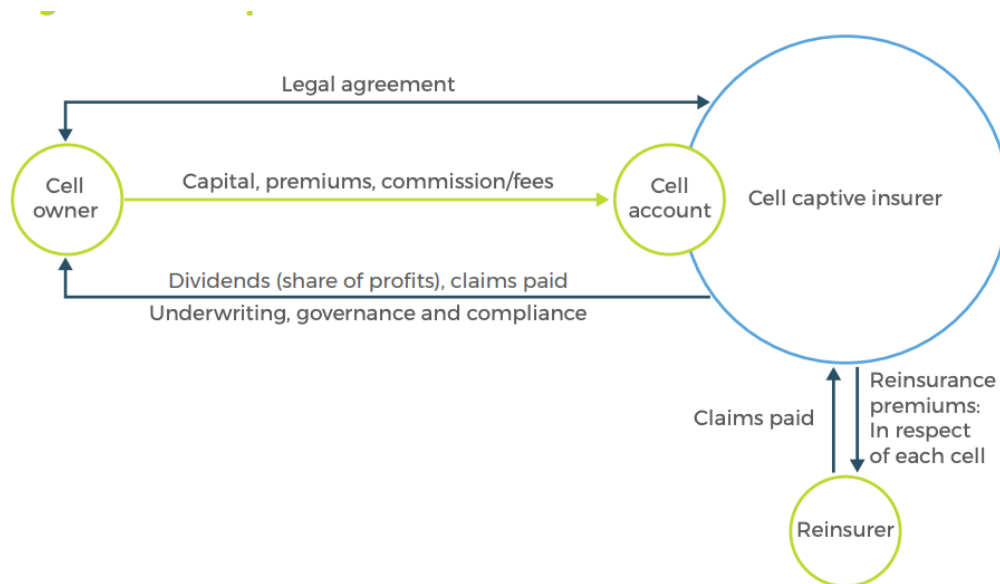 Legal agreement
Cell
owner
Capital, premiums, commission/fees
Cell
account
Cell captive insurer
Dividends (share of profits), claims paid
Underwriting, governance and compliance
Claims paid
Reinsurance
premiums:
In respect
of each cell
Reinsurer